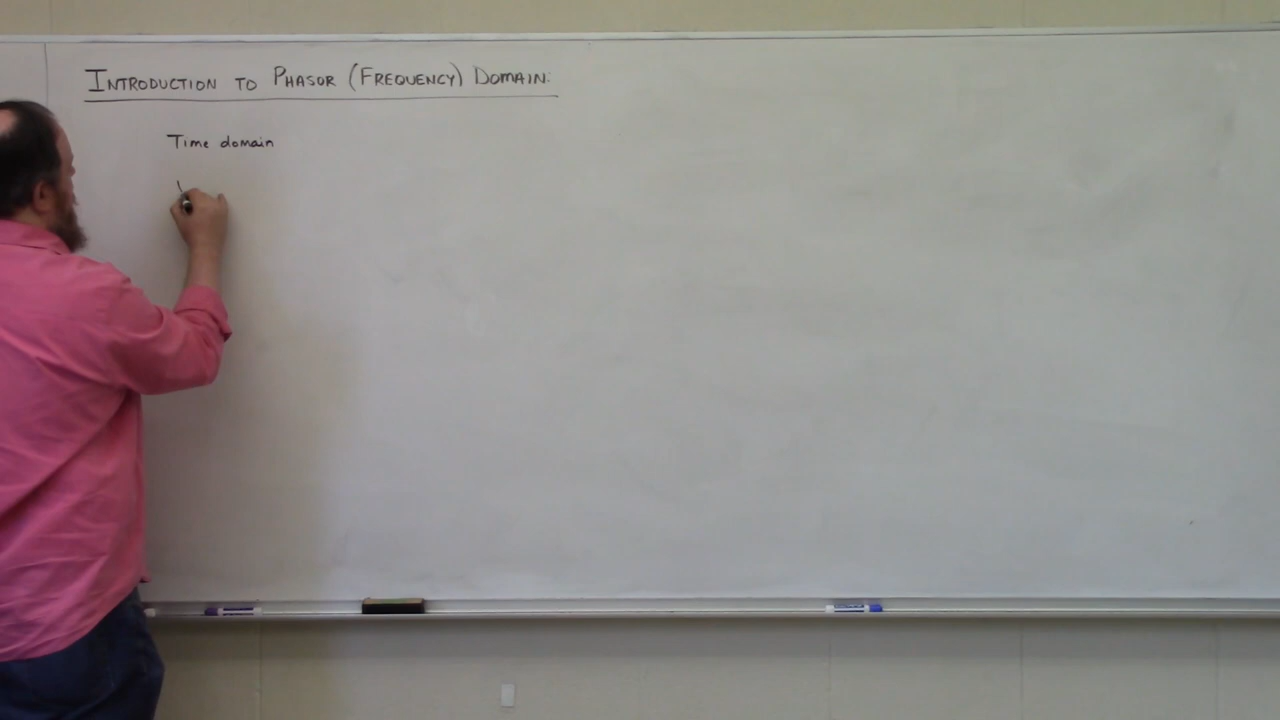 INTRODUCTION TO PHASOR (FREQUENCY) DOMAIN:
Time domain